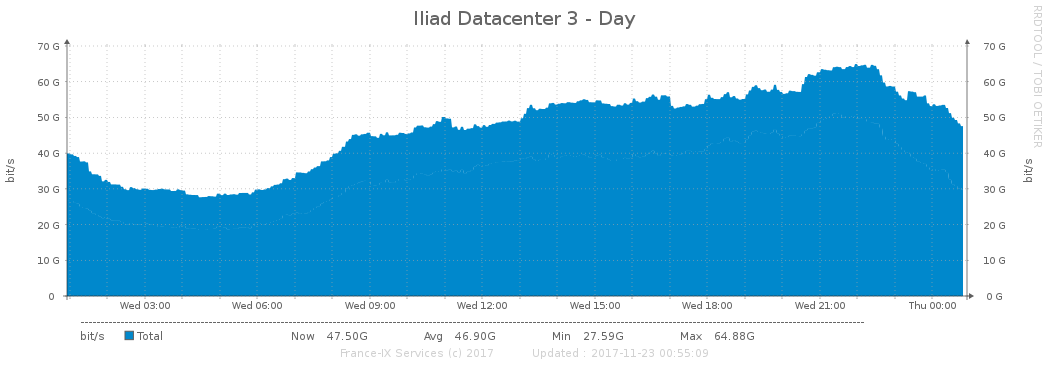 Iliad Datacenter 3 - Day
RRDTOOL / TOBI OETIKER
70 G 70 G
60 G 60 G
50 G 50 G
40 G 40 G
30 G 30 G
20 G 20 G
10 G 10 G
0 0 G
bit/s bit/s
Wed 03:00 Wed 06:00 Wed 09:00 Wed 12:00 Wed 15:00 Wed 18:00 Wed 21:00 Thu 00:00
bit/s Total Now 47.50G Avg 46.90G Min 27.59G Max 64.88G
France-IX Services (c) 2017 Updated : 2017-11-23 00:55:09